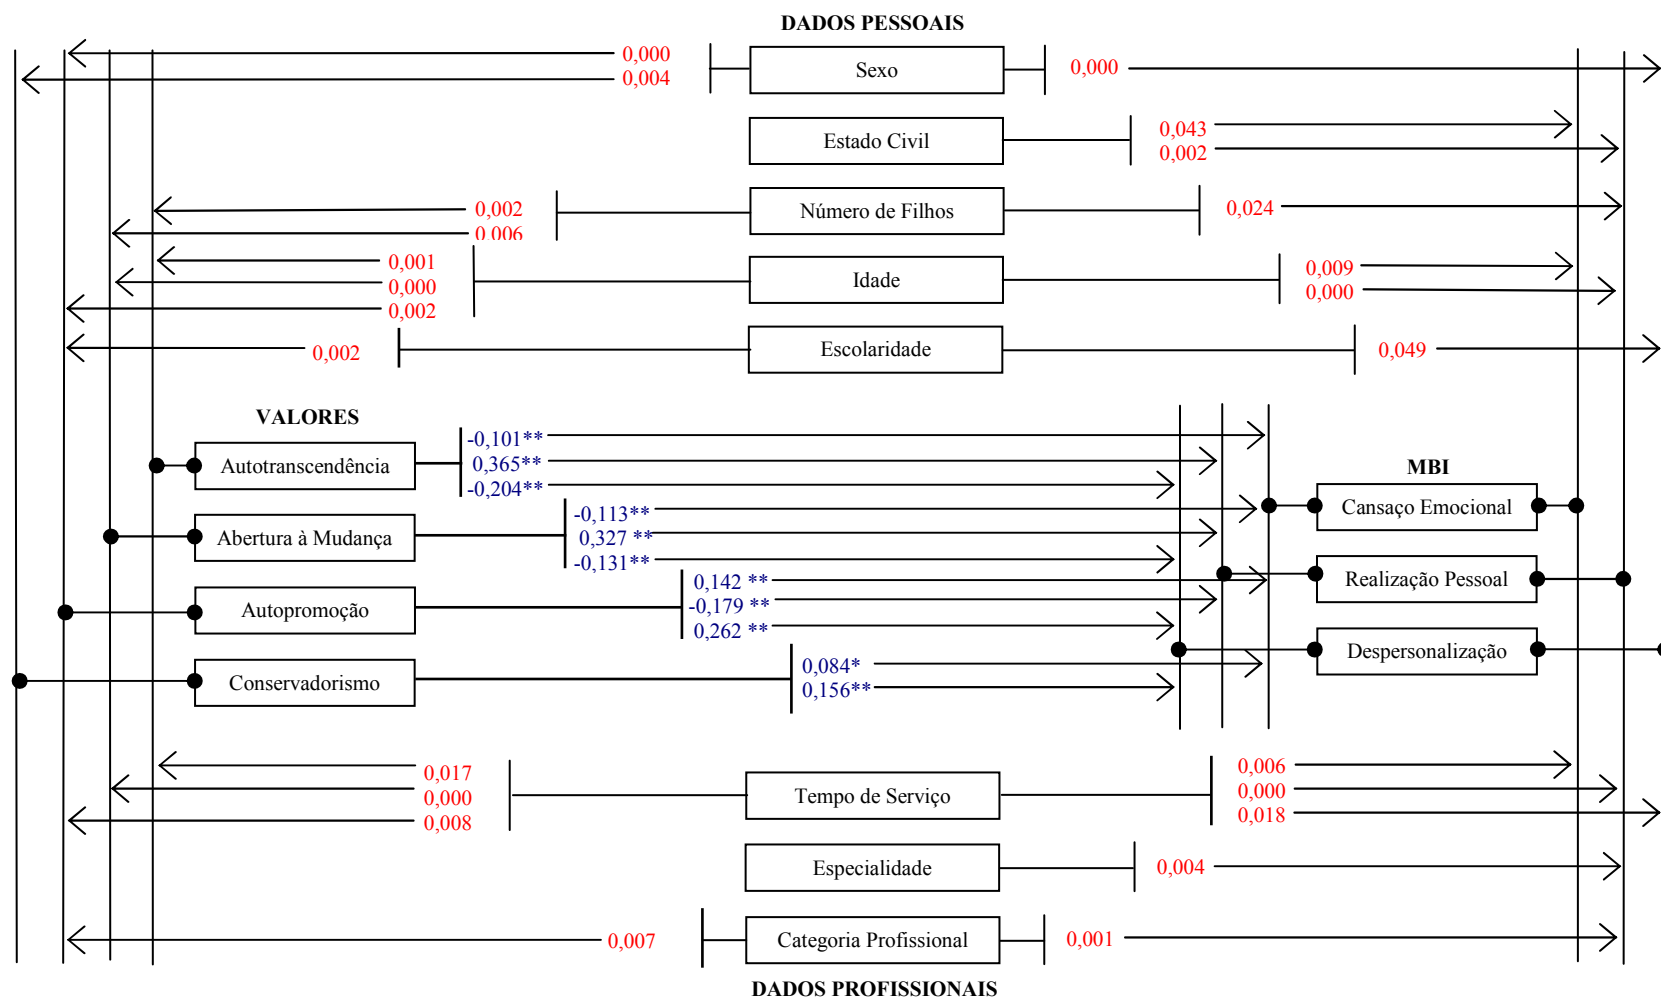 DADOS PESSOAIS
0,000
0,004
Sexo
0,000
Estado Civil
0,043
0,002
0,002
0,006
Número de Filhos
0,024
0,001
0,000
0,002
Idade
0,009
0,000
0,002
Escolaridade
0,049
VALORES
MBI
Autotranscendência
-0,101**
0,365**
-0,204**
Cansaço Emocional
Abertura à Mudança
-0,113**
0,327 **
-0,131**
Realização Pessoal
Autopromoção
0,142 **
-0,179 **
0,262 **
Despersonalização
Conservadorismo
0,084*
0,156**
0,017
0,000
0,008
Tempo de Serviço
0,006
0,000
0,018
Especialidade
0,004
0,007
Categoria Profissional
0,001
DADOS PROFISSIONAIS